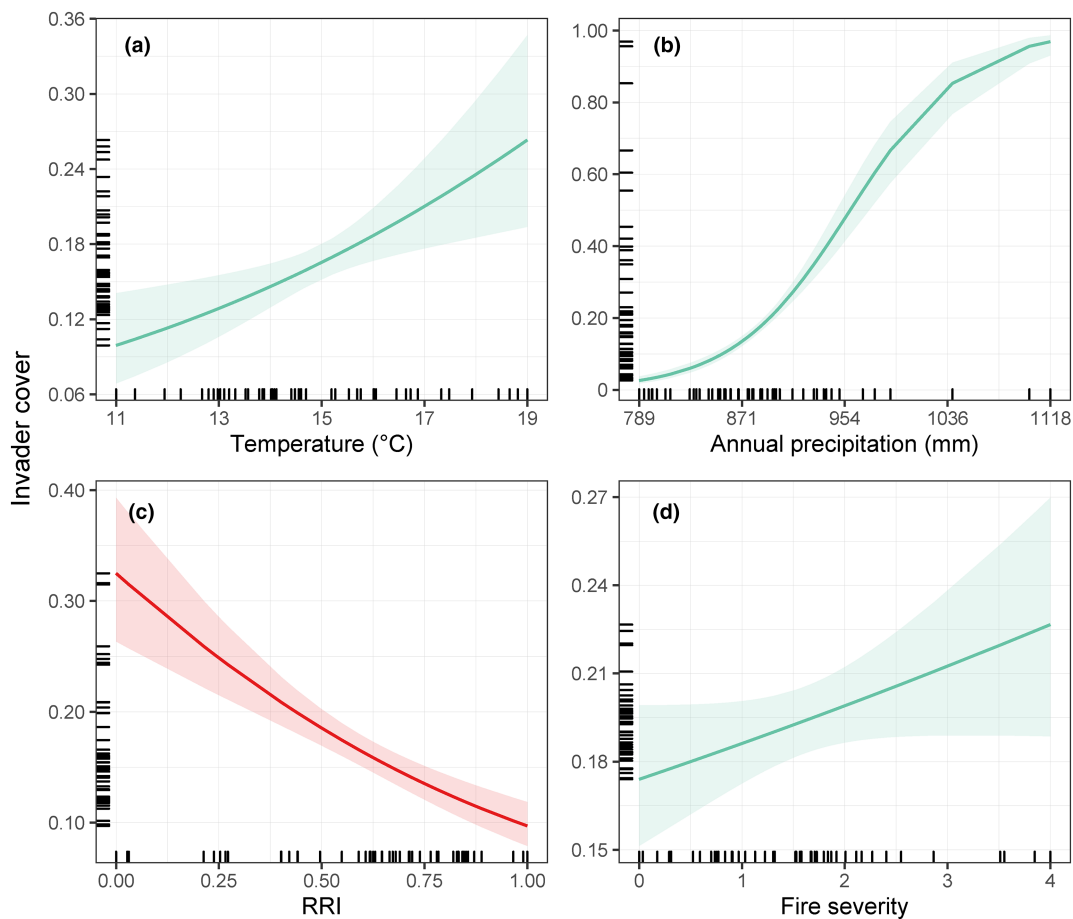 Invader cover
(a)
0.36
0.30
0.24
0.18
0.12
0.06
11 13 15 17 19
Temperature (°C)
(b)
1.00
0.80
0.60
0.40
0.20
0
789 871 954 1036 1118
Annual precipitation (mm)
(c)
0.40
0.30
0.20
0.10
0.00 0.25 0.50 0.75 1.00
RRI
(d)
0.27
0.24
0.21
0.18
0.15
0 1 2 3 4
Fire severity